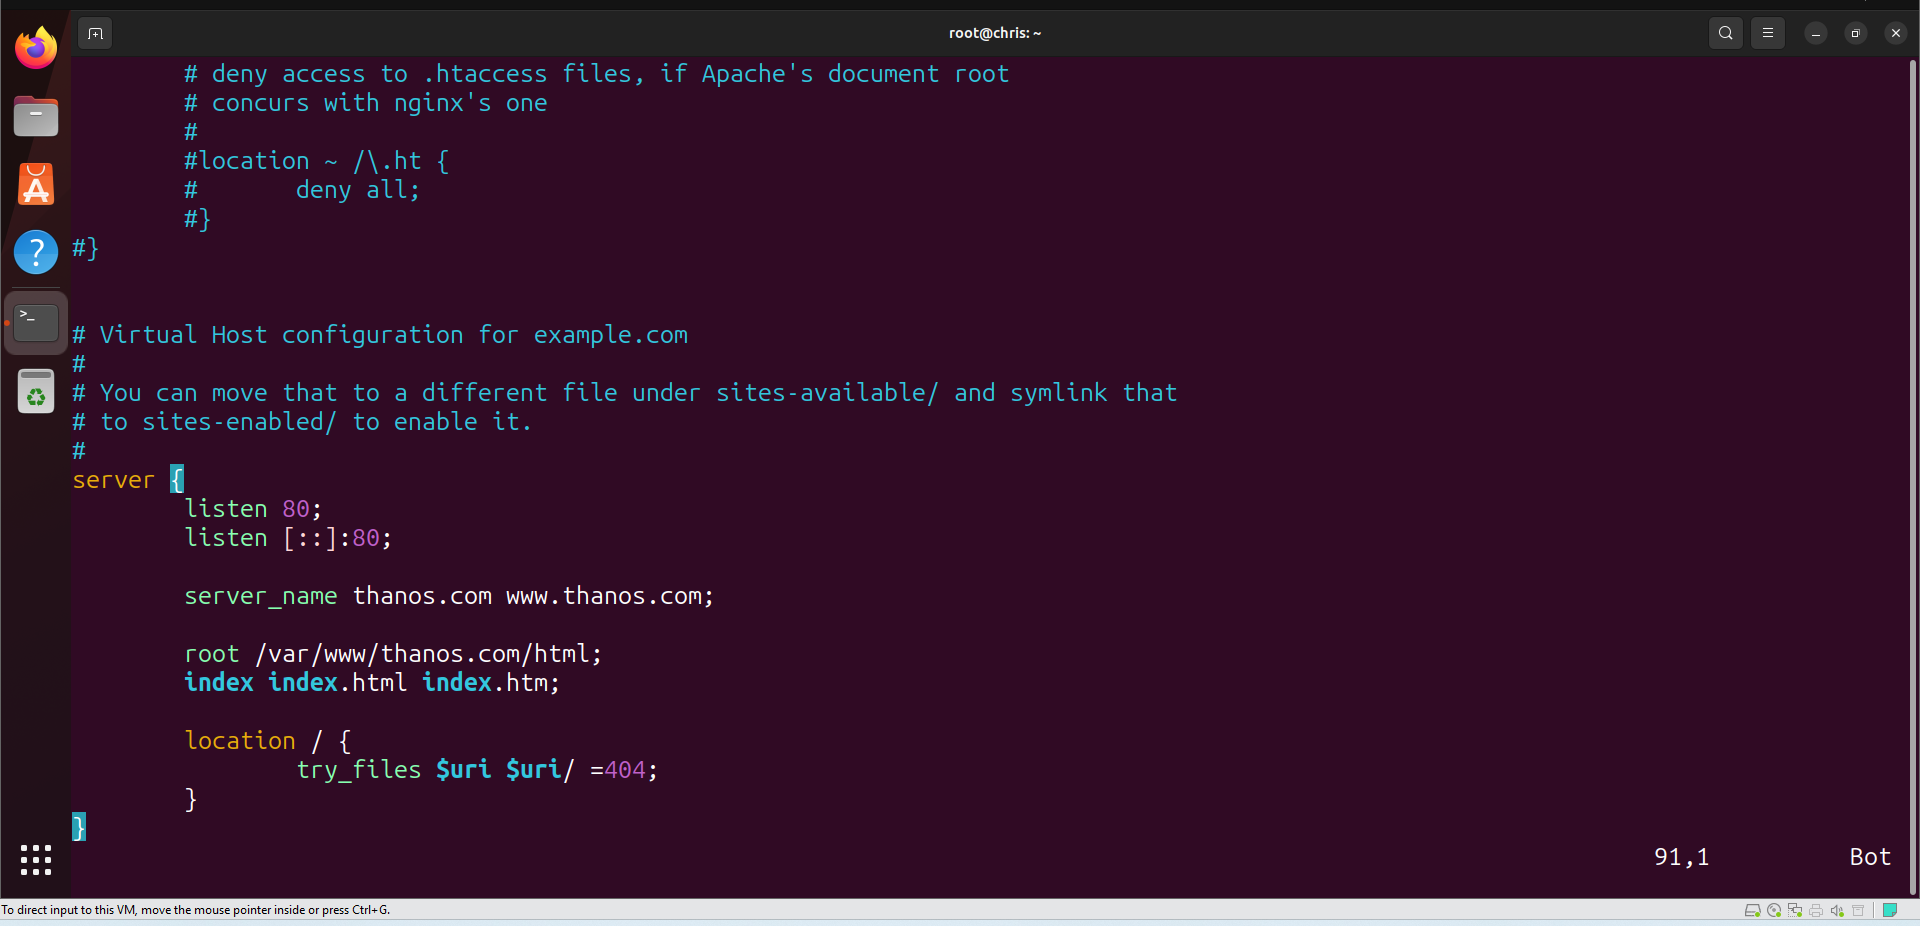 root@chris: ~
# deny access to .htaccess files, if Apache's document root
# concurs with nginx's one
#
#location ~ /\.ht {
#       deny all;
#}
#}
# Virtual Host configuration for example.com
#
# You can move that to a different file under sites-available/ and symlink that
# to sites-enabled/ to enable it.
#
server {
listen 80;
listen [::]:80;
server_name thanos.com www.thanos.com;
root /var/www/thanos.com/html;
index index.html index.htm;
location / {
try_files $uri $uri/ =404;
}
}
91,1 Bot
To direct input to this VM, move the mouse pointer inside or press Ctrl+G.